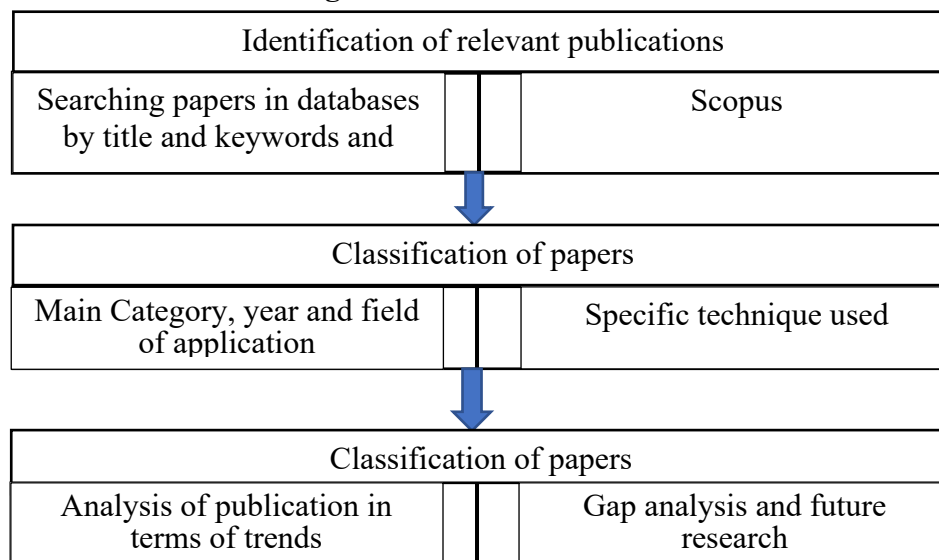 Identification of relevant publications
Searching papers in databases
by title and keywords and
Scopus
Classification of papers
Main Category, year and field
of application
Specific technique used
Classification of papers
Analysis of publication in
terms of trends
Gap analysis and future
research